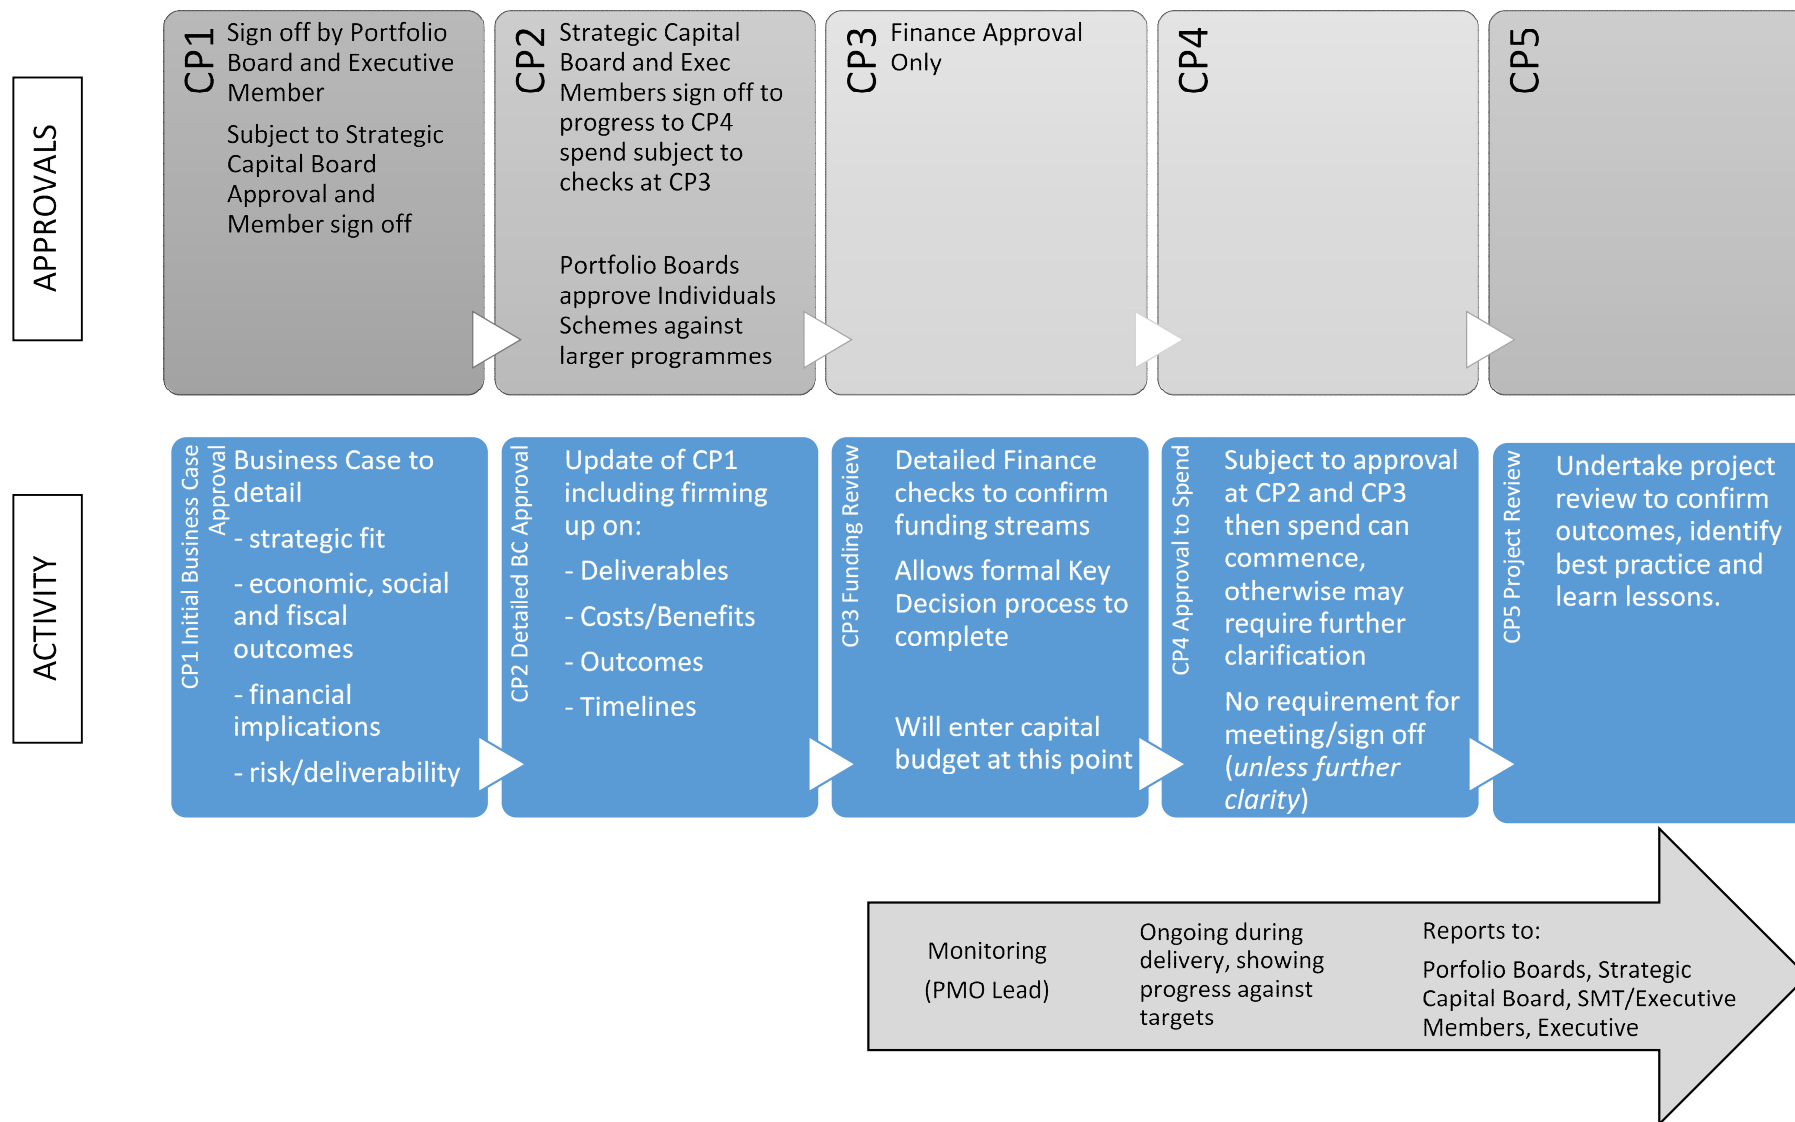 APPROVALS
CP1
Sign off by Portfolio
Board and Executive
Member
Subject to Strategic
Capital Board
Approval and
Member sign off
CP2
Strategic Capital
Board and Exec
Members sign off to
progress to CP4
spend subject to
checks at CP3
Portfolio Boards
approve Individuals
Schemes against
larger programmes
CP3
Finance Approval
Only
CP4
CP5
ACTIVITY
CP1 Initial Business Case
Approval
Business Case to
detail
- strategic fit
- economic, social
and fiscal
outcomes
- financial
implications
- risk/deliverability
CP2 Detailed BC Approval
Update of CP1
including firming
up on:
- Deliverables
- Costs/Benefits
- Outcomes
- Timelines
CP3 Funding Review
Detailed Finance
checks to confirm
funding streams
Allows formal Key
Decision process to
complete
Will enter capital
budget at this point
CP4 Approval to Spend
Subject to approval
at CP2 and CP3
then spend can
commence,
otherwise may
require further
clarification
No requirement for
meeting/sign off
(unless further
clarity)
CP5 Project Review
Undertake project
review to confirm
outcomes, identify
best practice and
learn lessons.
Monitoring
(PMO Lead)
Ongoing during
delivery, showing
progress against
targets
Reports to:
Porfolio Boards, Strategic
Capital Board, SMT/Executive
Members, Executive